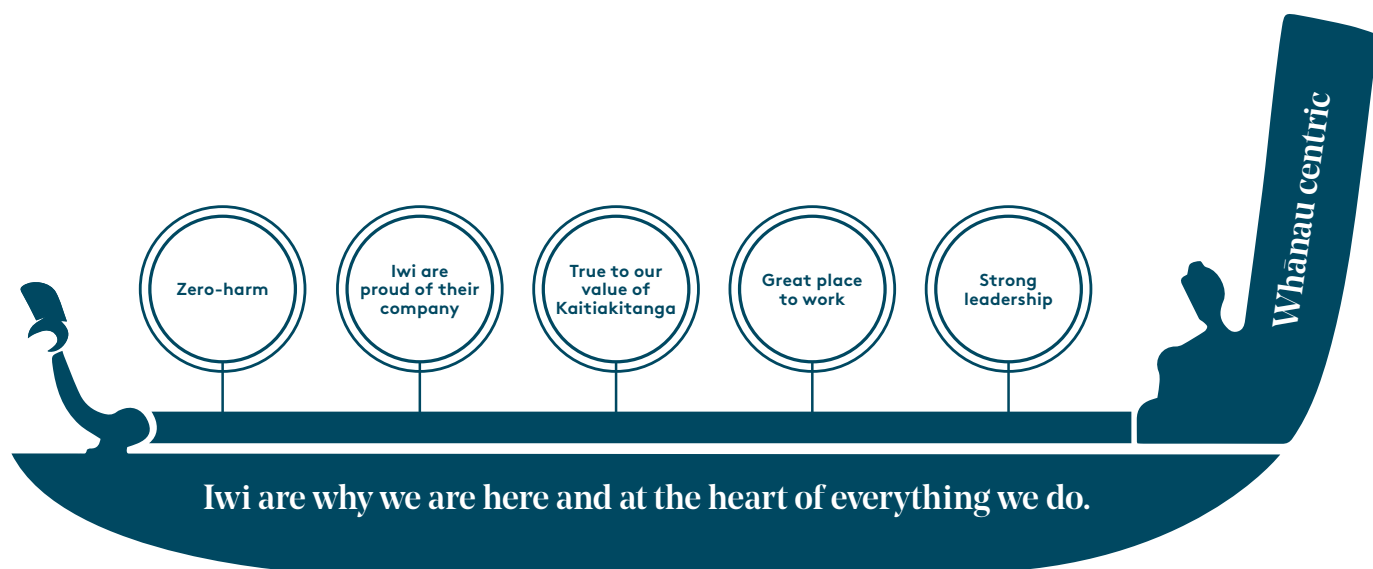 Zero-harm
Iwi are
proud of their
company
True to our
value of
Kaitiakitanga
Great place
to work
Strong
leadership
Whānau centric
Iwi are why we are here and at the heart of everything we do.